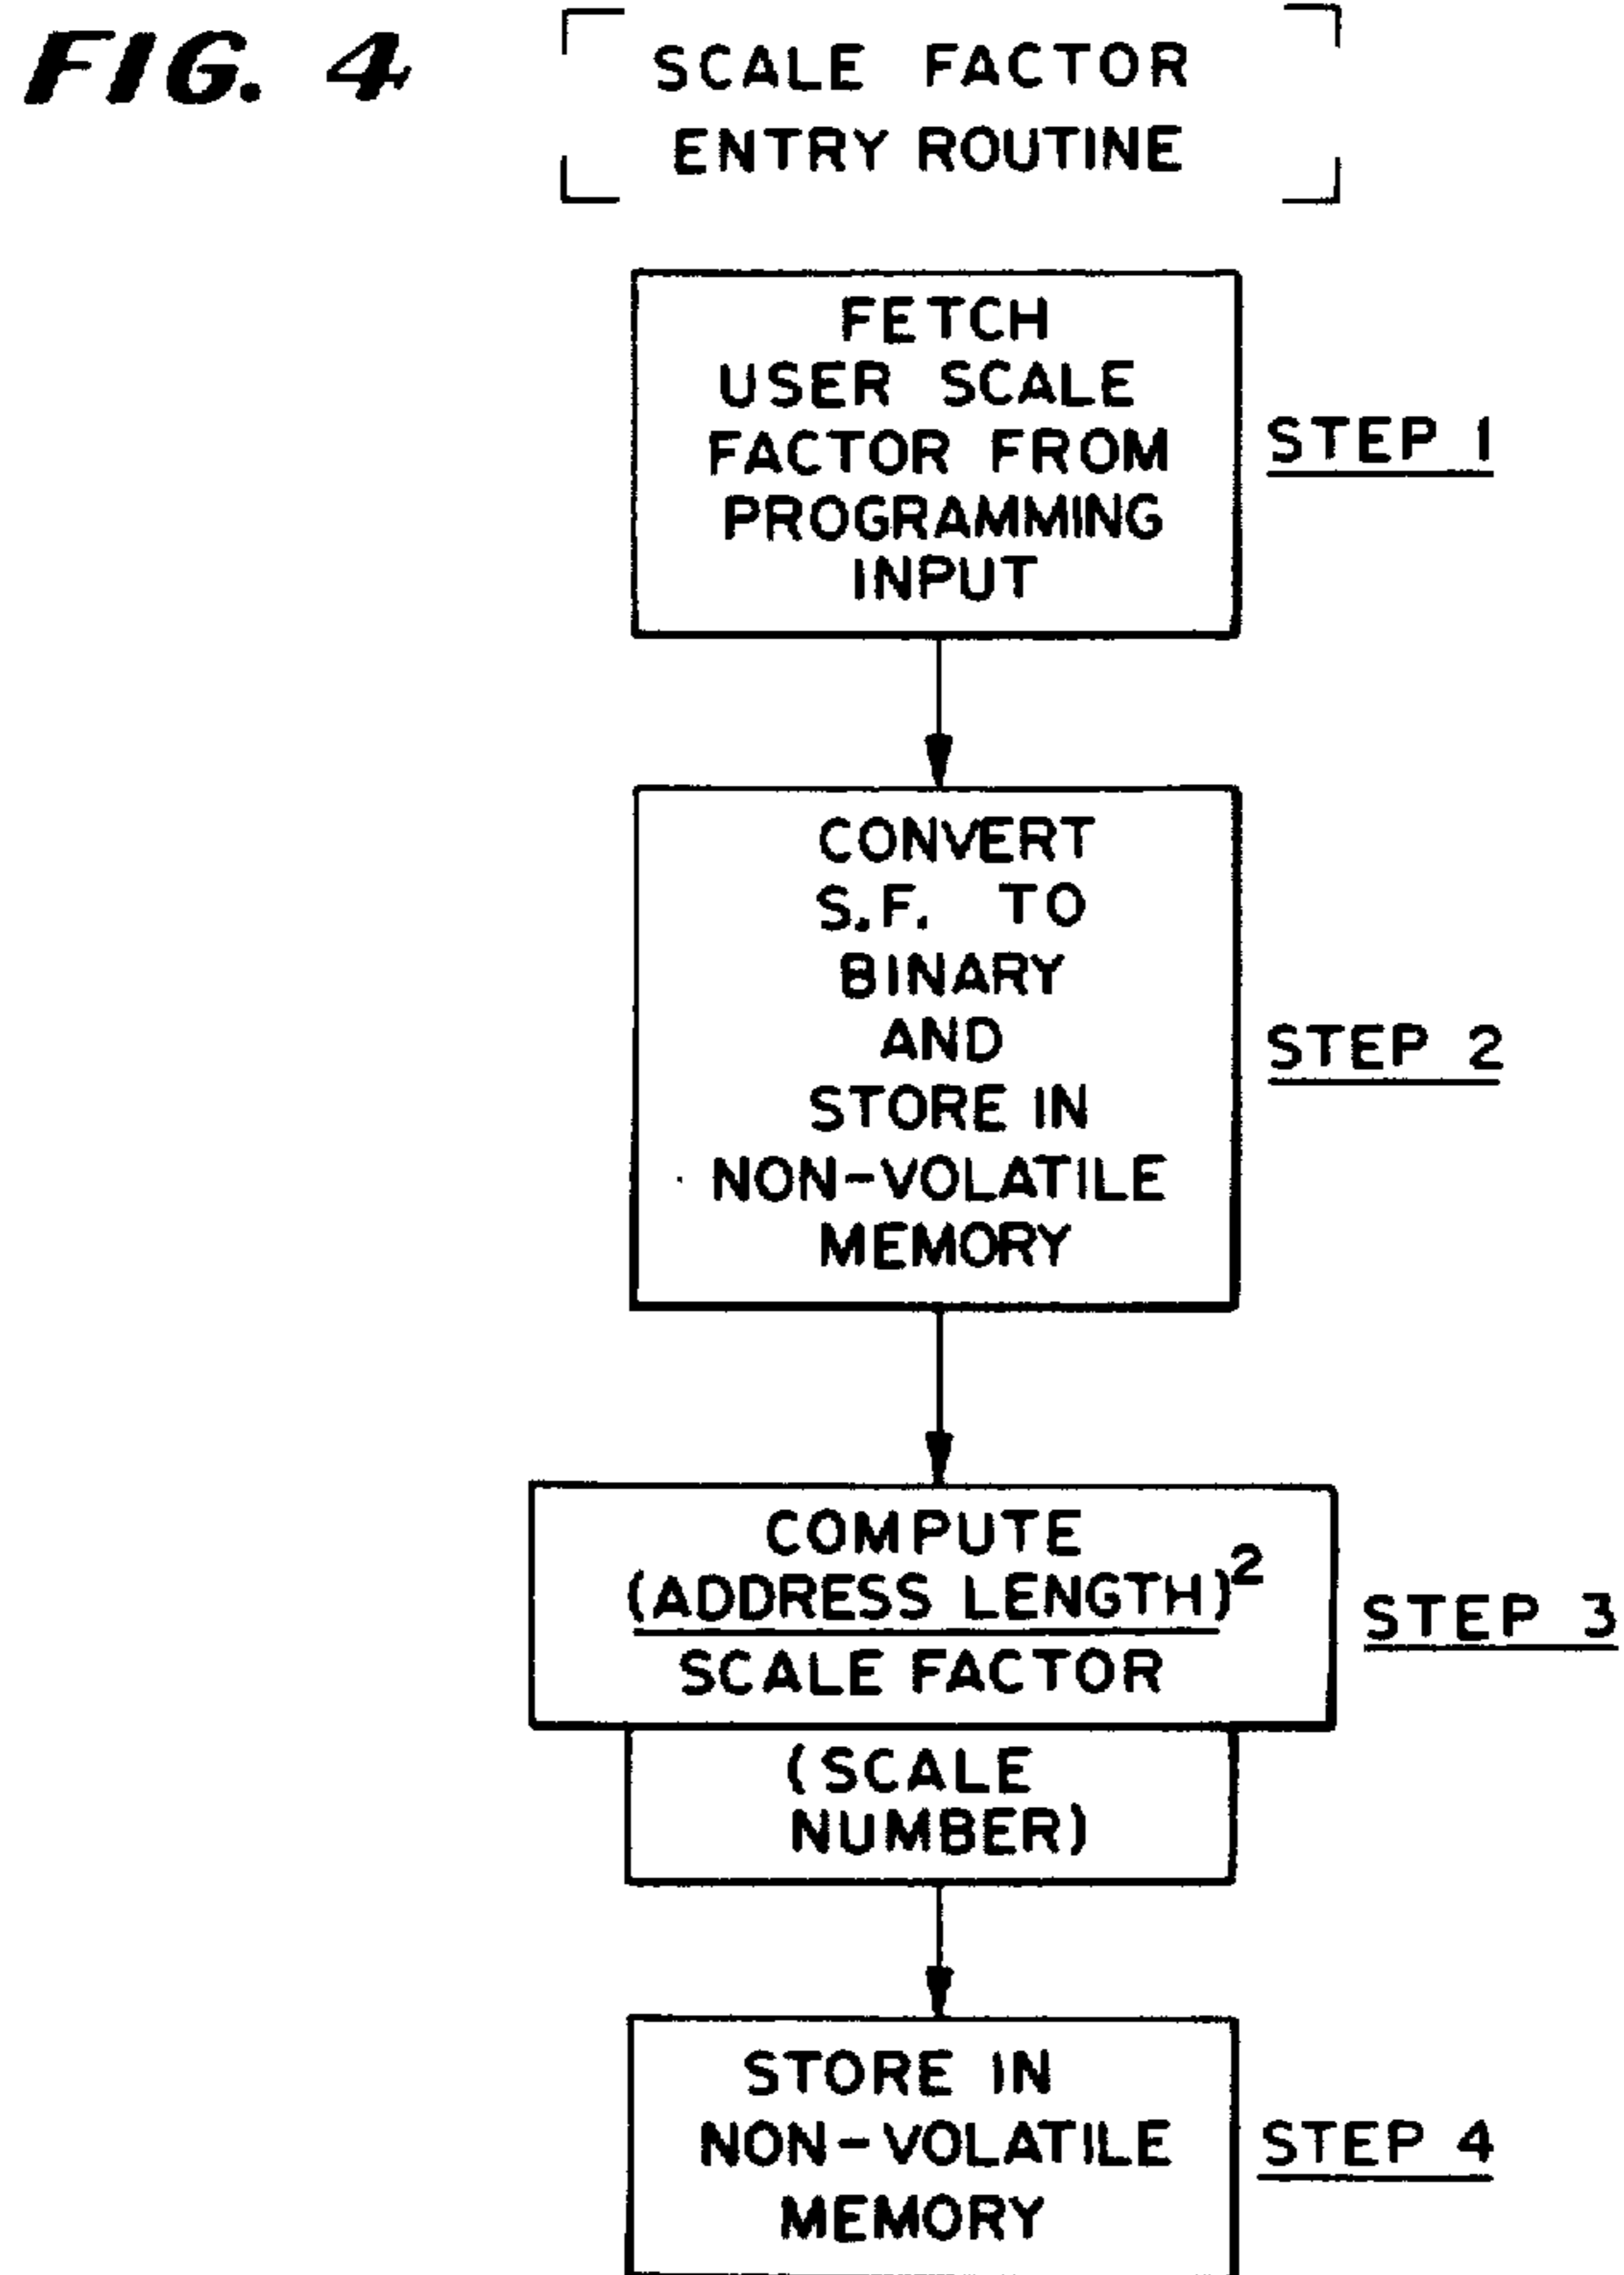 FIG. 4
SCALE FACTOR
ENTRY ROUTINE
FETCH
USER SCALE
FACTOR FROM
PROGRAMMING
INPUT
STEP 1
CONVERT
S.F. TO
BINARY
AND
STORE IN
NON-VOLATILE
MEMORY
STEP 2
COMPUTE
(ADDRESS LENGTH)²
SCALE FACTOR
STEP 3
(SCALE
NUMBER)
STORE IN
NON-VOLATILE
MEMORY
STEP 4